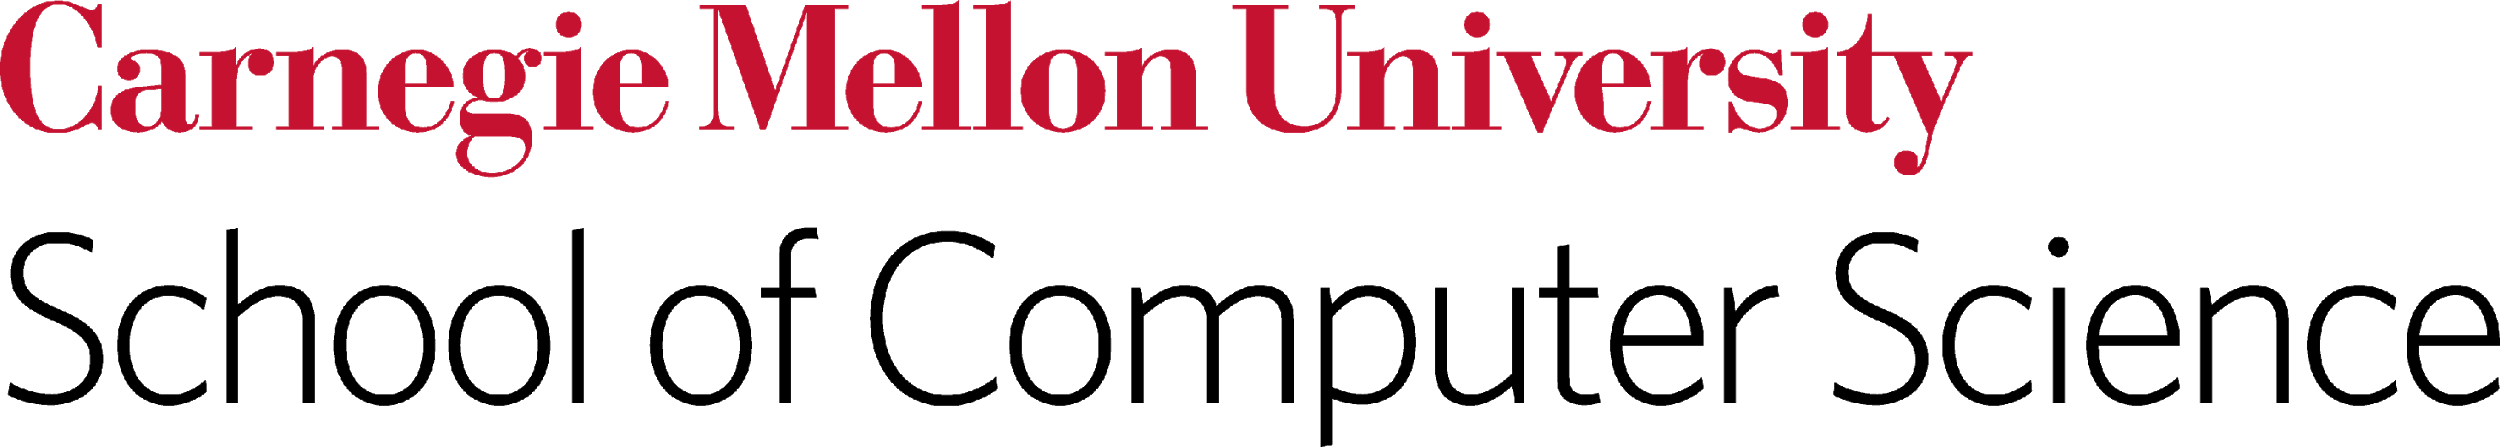 Carnegie Mellon University
School of Computer Science